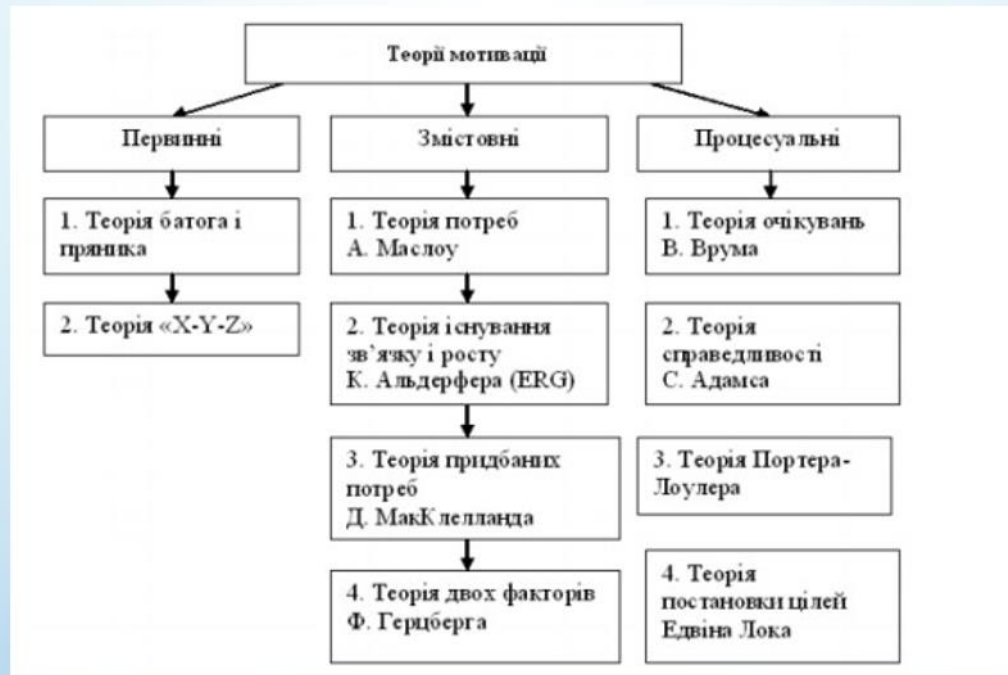 Теорії мотивації
Первинні
Змістовні
Процесуальні
1. Теорія батога і
пряника
2. Теорія «X-Y-Z»
1. Теорія потреб
А. Маслоу
2. Теорія існування
зв`язку і росту
К. Альдерфера (ERG)
3. Теорія придбаних
потреб
Д. МакКлелланда
4. Теорія двох факторів
Ф. Герцберга
1. Теорія очікувань
В. Врума
2. Теорія
справедливості
С. Адамса
3. Теорія Портера-
Лоулера
4. Теорія
постановки цілей
Едвіна Лока